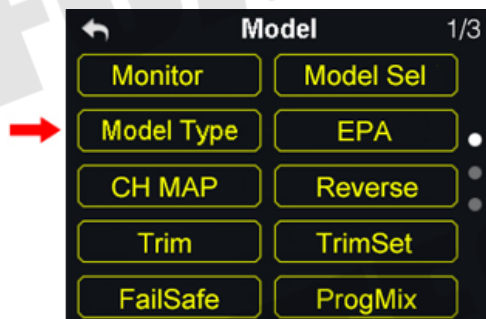 Model 1/3
Monitor Model Sel
Model Type EPA
CH MAP Reverse
Trim TrimSet
FailSafe ProgMix